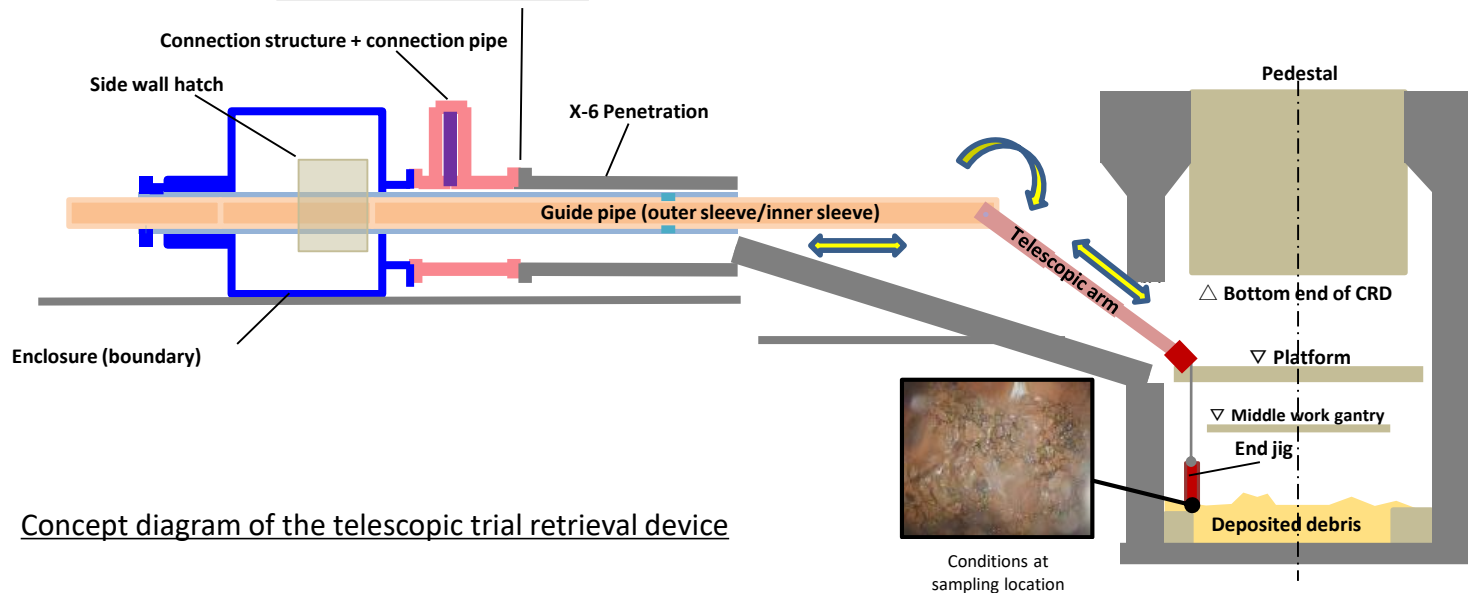 Connection structure + connection pipe
Side wall hatch
X-6 Penetration
Pedestal
Guide pipe (outer sleeve/inner sleeve)
Telescopic arm
△ Bottom end of CRD
Enclosure (boundary)
▽ Platform
▽ Middle work gantry
End jig
Deposited debris
Concept diagram of the telescopic trial retrieval device
Conditions at
sampling location